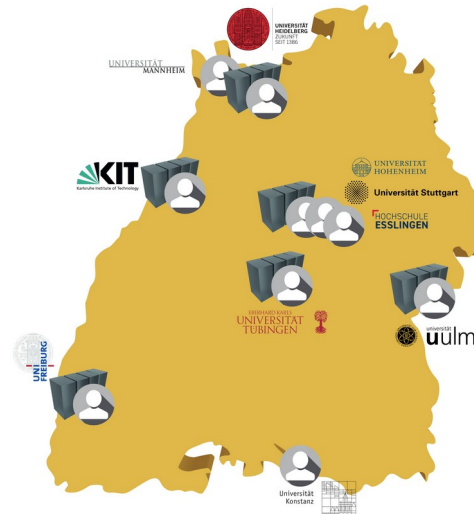 UNIVERSITÄT
HEIDELBERG
ZUKUNFT
SEIT 1386
UNIVERSITÄT
MANNHEIM
KIT
Karlsruhe Institute of Technology
UNIVERSITÄT
HOHENHEIM
Universität Stuttgart
HOCHSCHULE
ESSLINGEN
EBERHARD KARLS
UNIVERSITÄT
TÜBINGEN
universität
uulm
UNI
FREIBURG
Universität
Konstanz